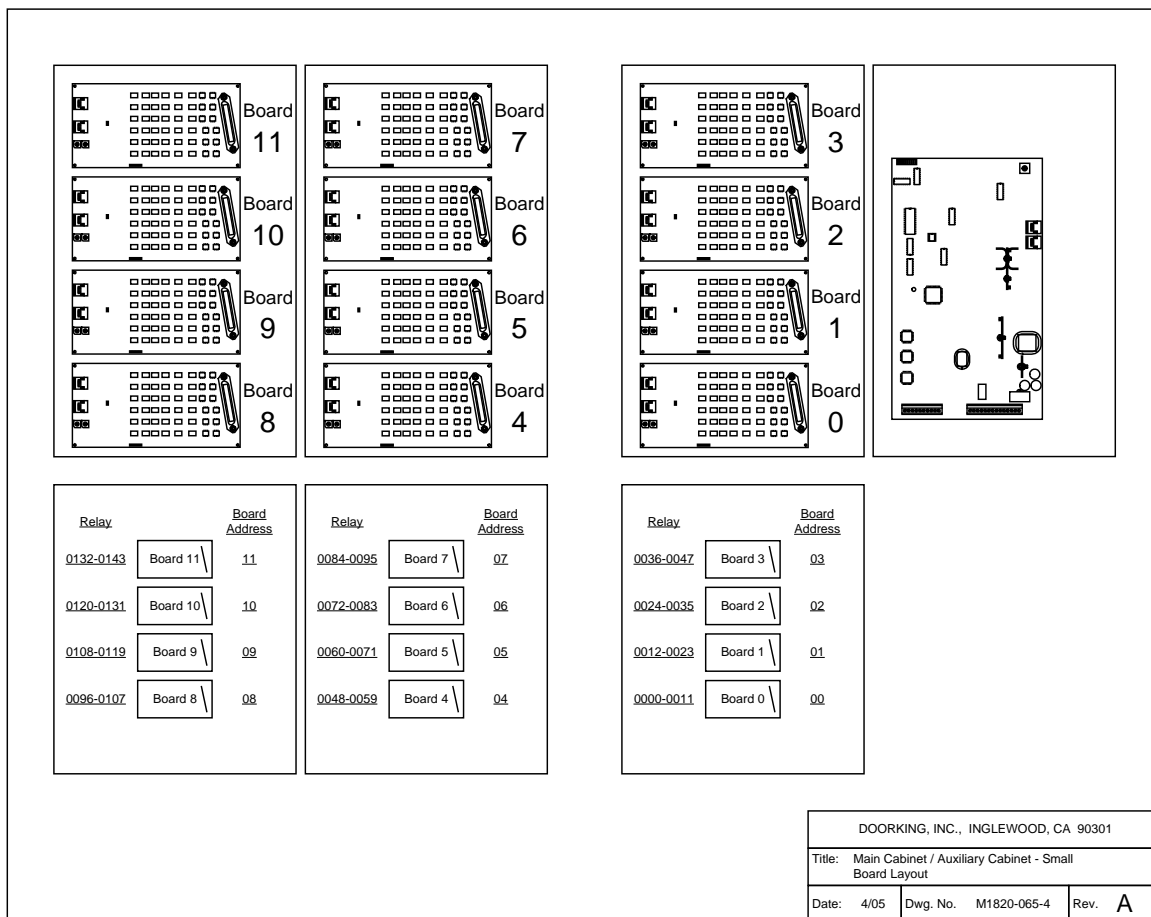 Board
11
Board
10
Board
9
Board
8
Board
7
Board
6
Board
5
Board
4
Board
3
Board
2
Board
1
Board
0
Relay Board Address
0132-0143 Board 11 11
0120-0131 Board 10 10
0108-0119 Board 9 09
0096-0107 Board 8 08
Relay Board Address
0084-0095 Board 7 07
0072-0083 Board 6 06
0060-0071 Board 5 05
0048-0059 Board 4 04
Relay Board Address
0036-0047 Board 3 03
0024-0035 Board 2 02
0012-0023 Board 1 01
0000-0011 Board 0 00
DOORKING, INC., INGLEWOOD, CA 90301
Title: Main Cabinet / Auxiliary Cabinet - Small
Board Layout
Date: 4/05 Dwg. No. M1820-065-4 Rev. A